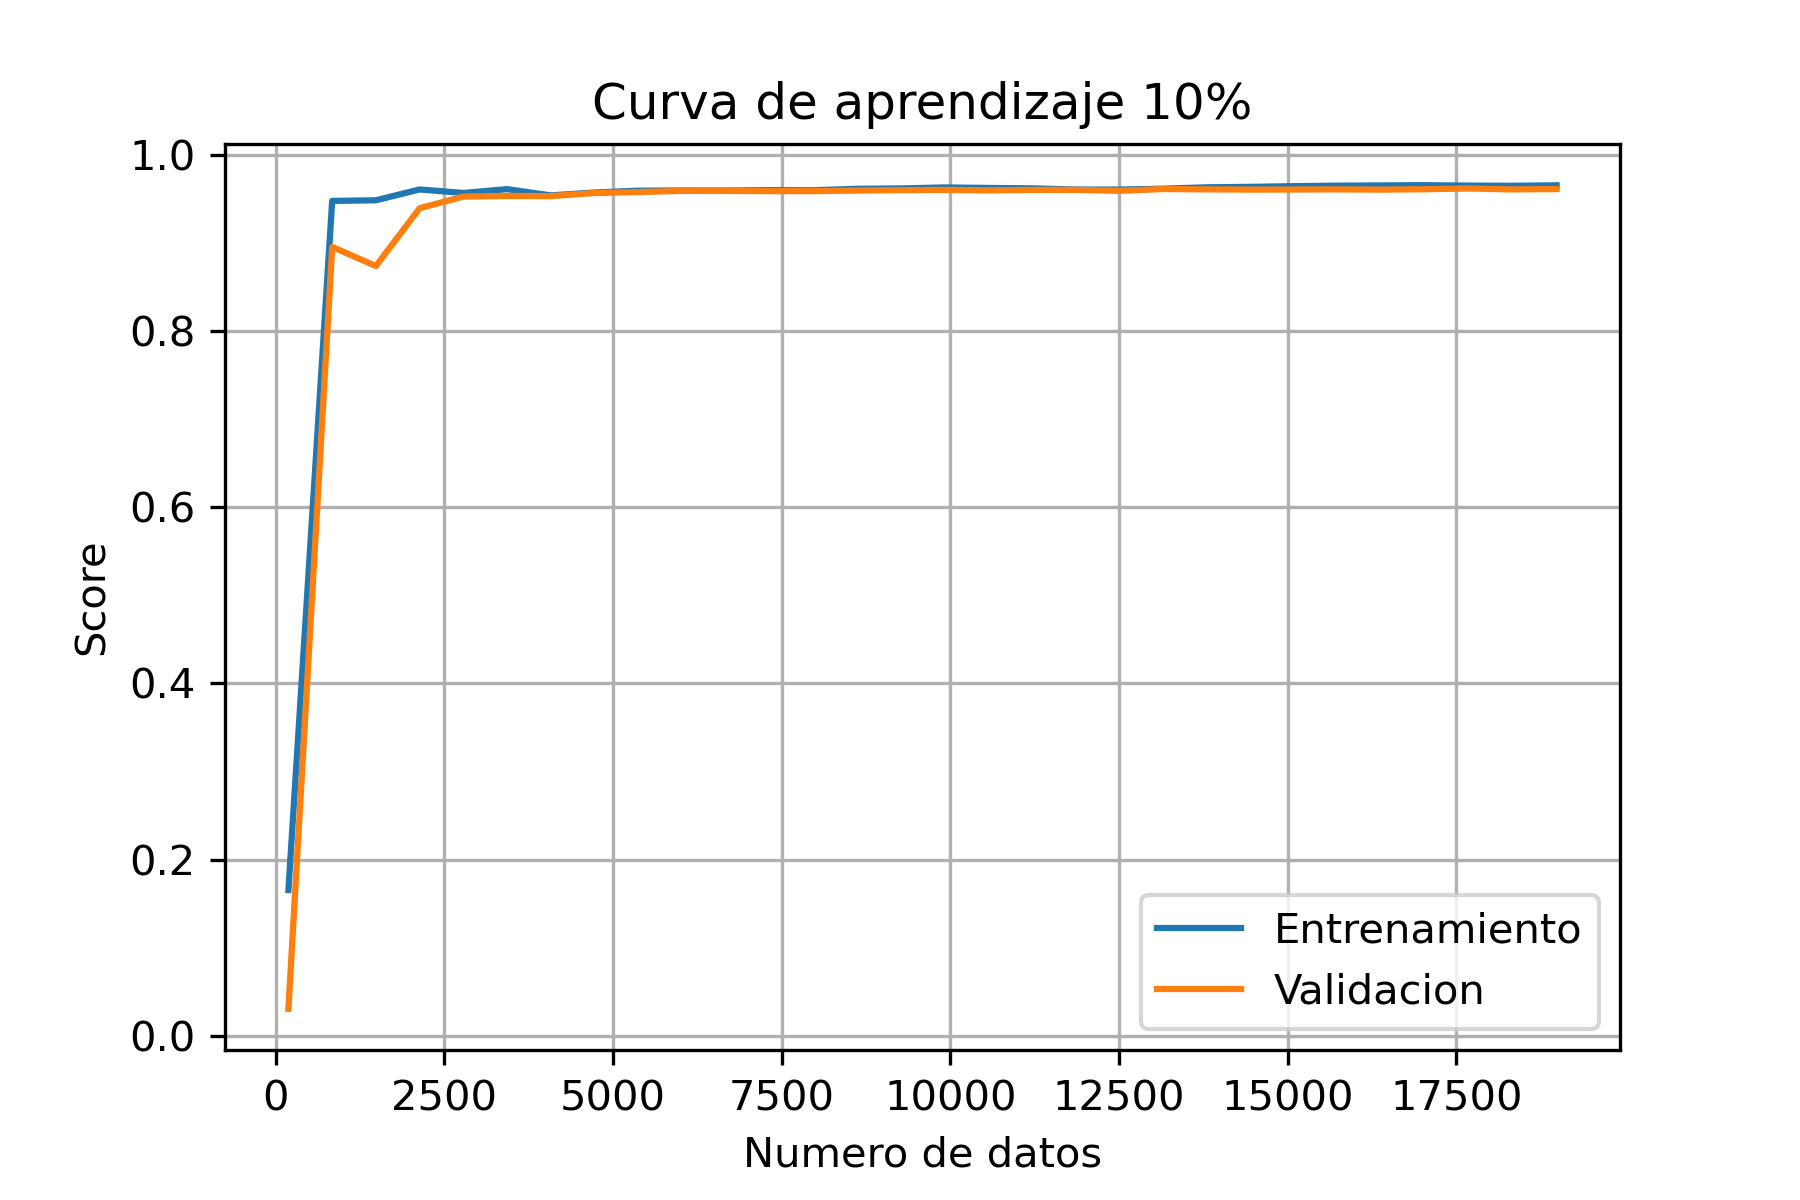 Curva de aprendizaje 10%
1.0
0.8
0.6
0.4
0.2
0.0
Score
Entrenamiento
Validacion
0 2500 5000 7500 10000 12500 15000 17500
Numero de datos